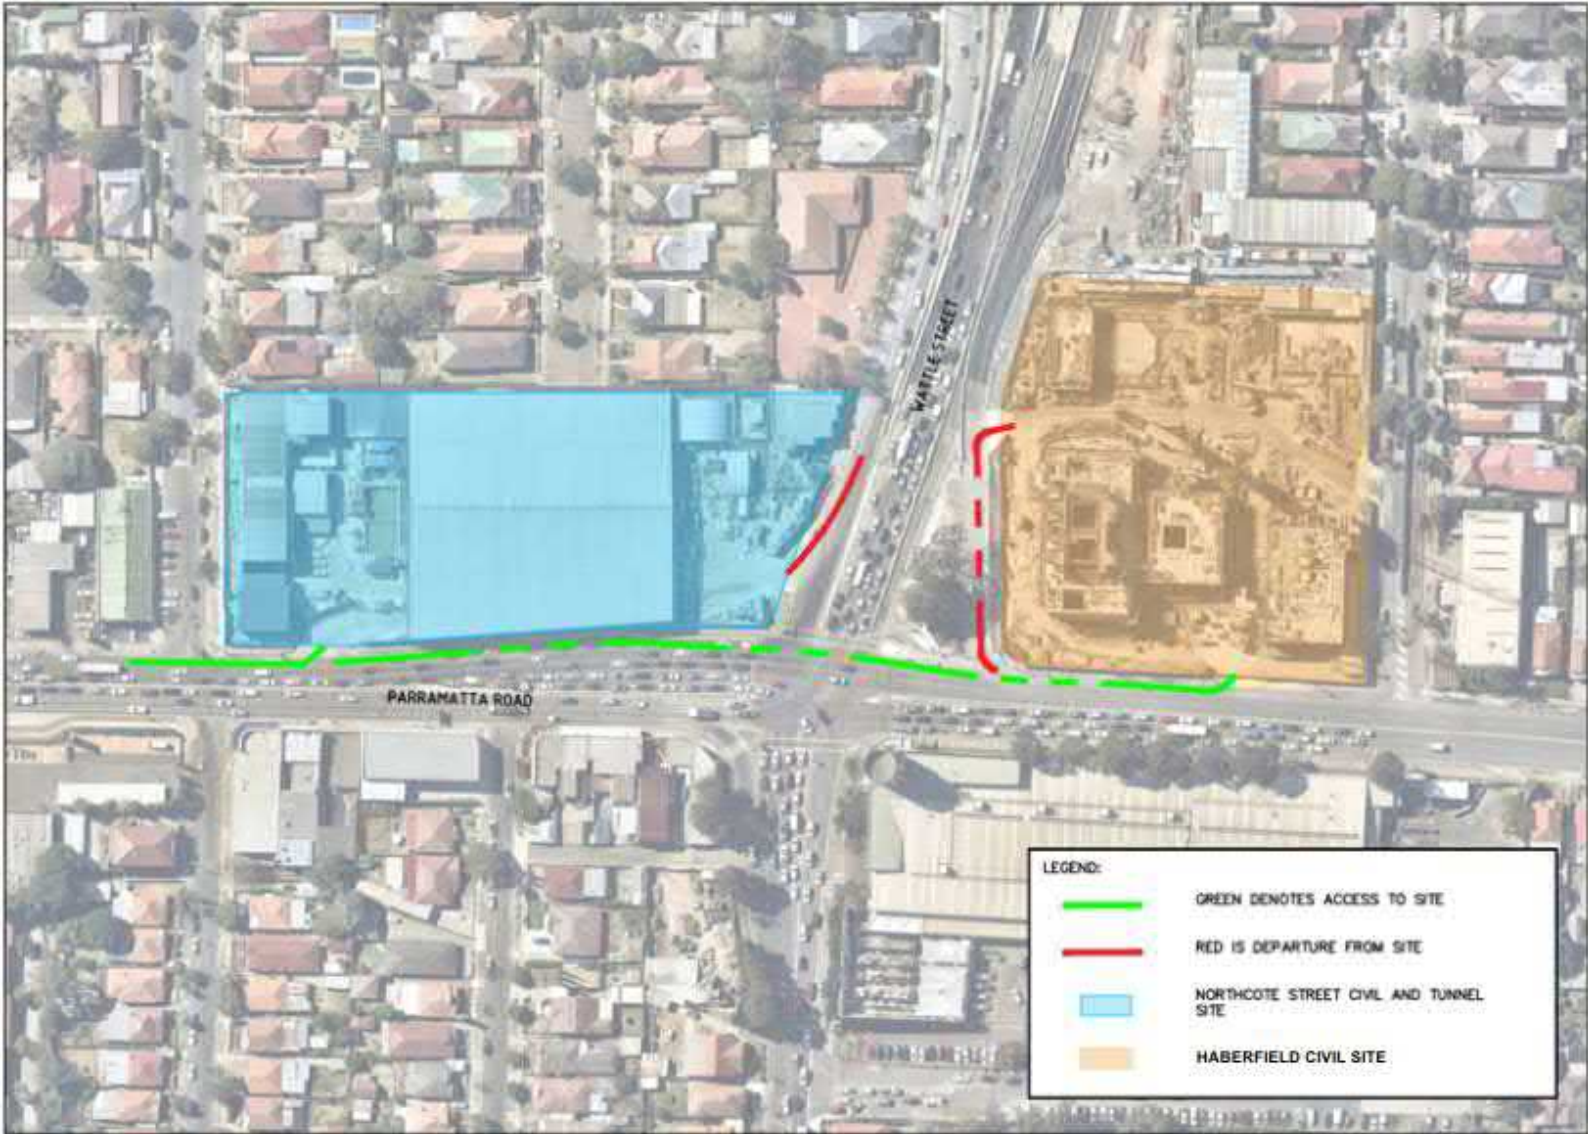 WATTLE STREET
PARRAMATTA ROAD
LEGEND:
GREEN DENOTES ACCESS TO SITE
RED IS DEPARTURE FROM SITE
NORTHCOTE STREET CIVIL AND TUNNEL
SITE
HABERFIELD CIVIL SITE